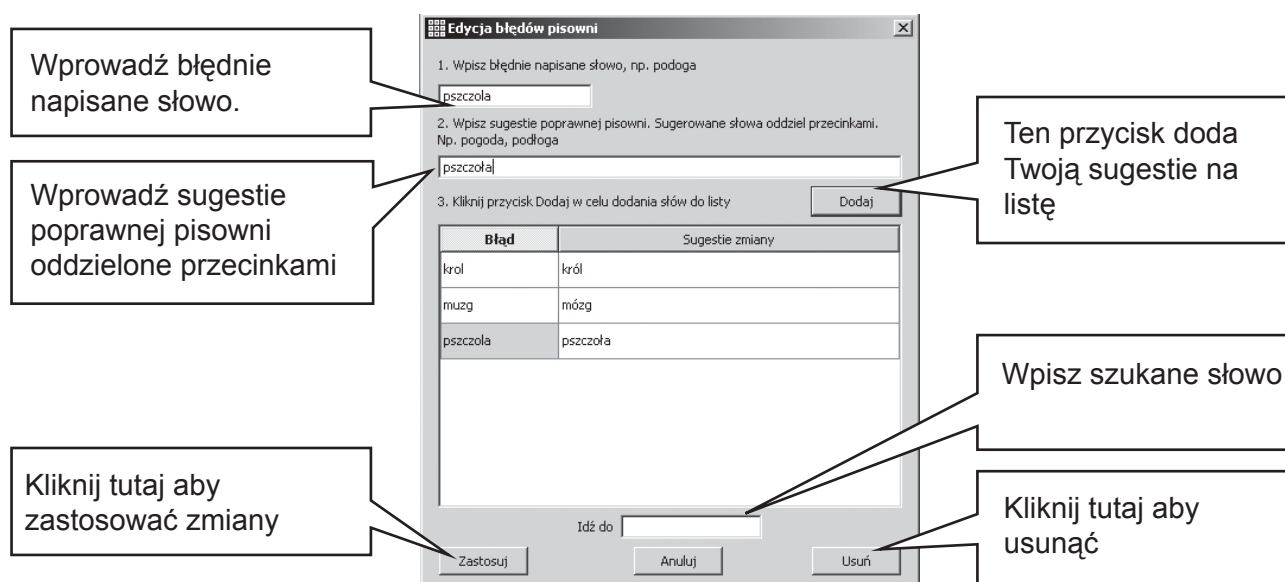 Edycja błędów pisowni
Wprowadź błędnie
napisane słowo.
1. Wpisz błędnie napisane słowo, np. podoga
pszczola
2. Wpisz sugestie poprawnej pisowni. Sugerowane słowa oddziel przecinkami.
Np. pogoda, podłoga
pszczoła
Wprowadź sugestie
poprawnej pisowni
oddzielone przecinkami
Ten przycisk doda
Twoją sugestie na
listę
3. Kliknij przycisk Dodaj w celu dodania słów do listy
Dodaj
Błąd Sugestie zmiany
krol król
muzg mózg
pszczola pszczoła
Wpisz szukane słowo
Kliknij tutaj aby
zastosować zmiany
Kliknij tutaj aby
usunąć
Idź do
Zastosuj Anuluj Usuń